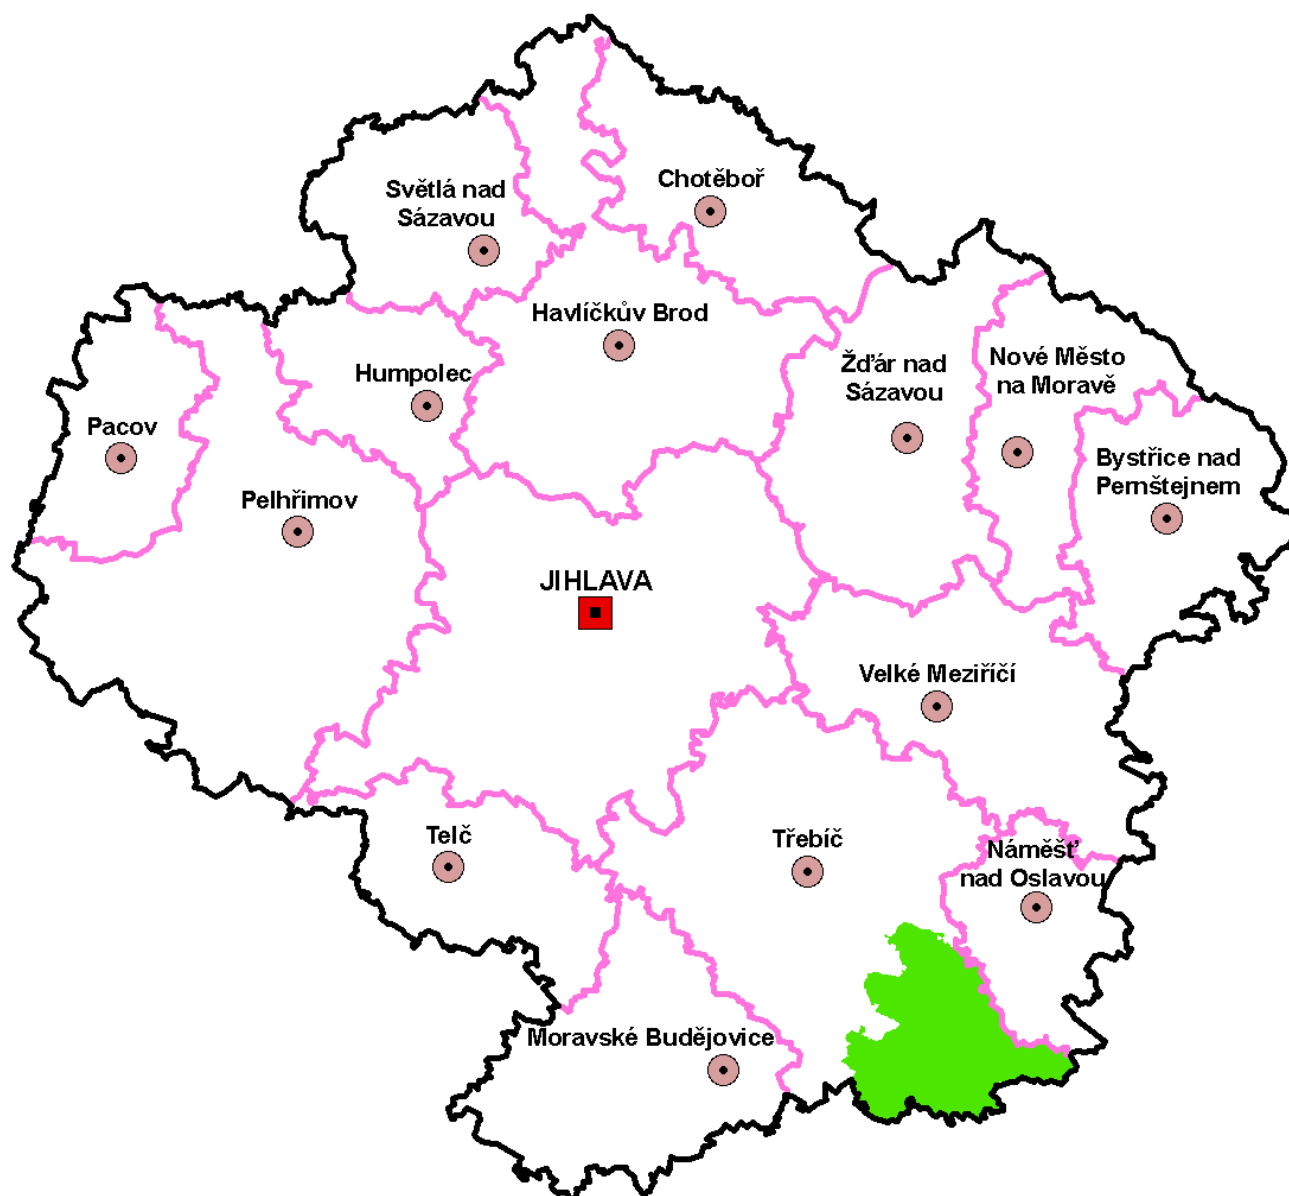 Chotěboř
Světlá nad
Sázavou
Havlíčkův Brod
Žďár nad
Sázavou
Nové Město
na Moravě
Humpolec
Pacov
Bystřice nad
Pernštejnem
Pelhřimov
JIHLAVA
Velké Meziříčí
Telč
Třebíč
Náměšť
nad Oslavou
Moravské Budějovice